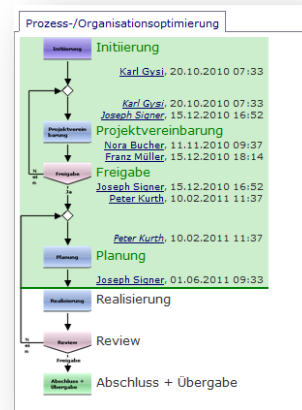 Prozess-/Organisationsoptimierung
Initiierung Initiierung
Karl Gysi, 20.10.2010 07:33
Karl Gysi, 20.10.2010 07:33
Joseph Signer, 15.12.2010 16:52
Projektverein barung Projektvereinbarung
Nora Bucher, 11.11.2010 09:37
Franz Müller, 15.12.2010 18:14
Freigabe Freigabe
Joseph Signer, 15.12.2010 16:52
Ja
Peter Kurth, 10.02.2011 11:37
Peter Kurth, 10.02.2011 11:37
Planung Planung
Joseph Signer, 01.06.2011 09:33
Realisierung Realisierung
Review Review
Freigabe
Abschluss + Übergabe Abschluss + Übergabe